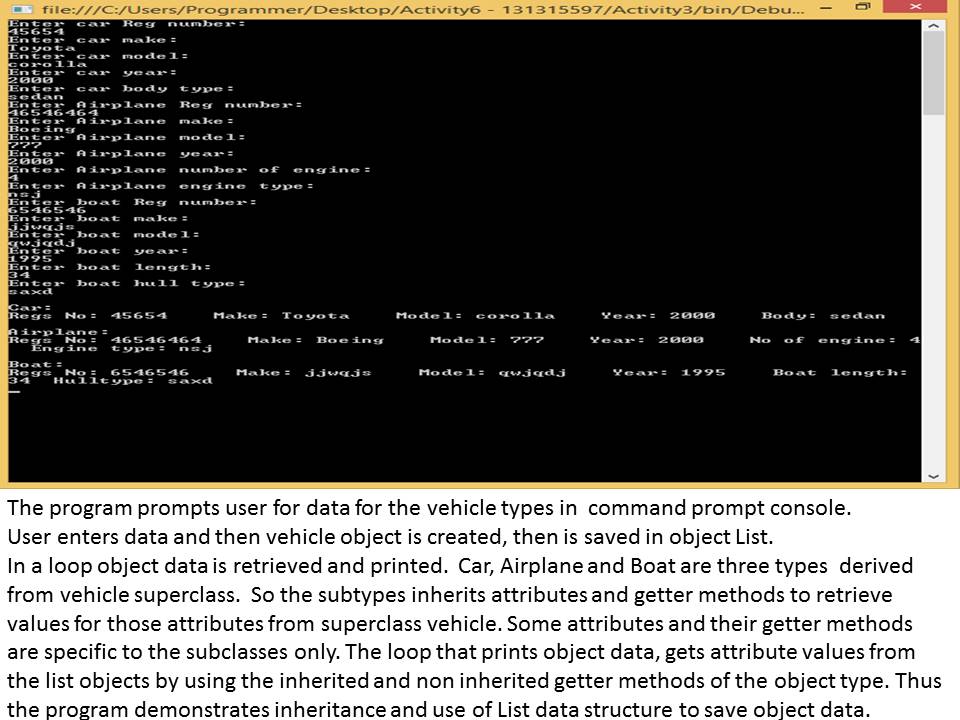 file:///C:/Users/Programmer/Desktop/Activity6 - 131315597/Activity3/bin/Debu...
Enter car Reg number:
45654
Enter car make:
Toyota
Enter car model:
corolla
Enter car year:
2000
Enter car body type:
sedan
Enter Airplane Reg number:
46546464
Enter Airplane make:
Boeing
Enter Airplane model:
777
Enter Airplane year:
2000
Enter Airplane number of engine:
4
Enter Airplane engine type:
nsj
Enter boat Reg number:
6546546
Enter boat make:
jjwqjs
Enter boat model:
qwjqdj
Enter boat year:
1995
Enter boat length:
34
Enter boat hull type:
saxd
Car:
Regs No: 45654 Make: Toyota Model: corolla Year: 2000 Body: sedan
Airplane:
Regs No: 46546464 Make: Boeing Model: 777 Year: 2000 No of engine: 4
Engine type: nsj
Boat:
Regs No: 6546546 Make: jjwqjs Model: qwjqdj Year: 1995 Boat length:
34 Hulltype: saxd
The program prompts user for data for the vehicle types in command prompt console.
User enters data and then vehicle object is created, then is saved in object List.
In a loop object data is retrieved and printed. Car, Airplane and Boat are three types derived
from vehicle superclass. So the subtypes inherits attributes and getter methods to retrieve
values for those attributes from superclass vehicle. Some attributes and their getter methods
are specific to the subclasses only. The loop that prints object data, gets attribute values from
the list objects by using the inherited and non inherited getter methods of the object type. Thus
the program demonstrates inheritance and use of List data structure to save object data.